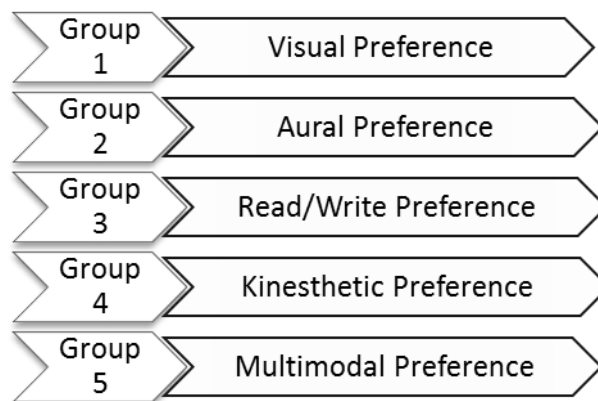 Group
1
Visual Preference
Group
2
Aural Preference
Group
3
Read/Write Preference
Group
4
Kinesthetic Preference
Group
5
Multimodal Preference